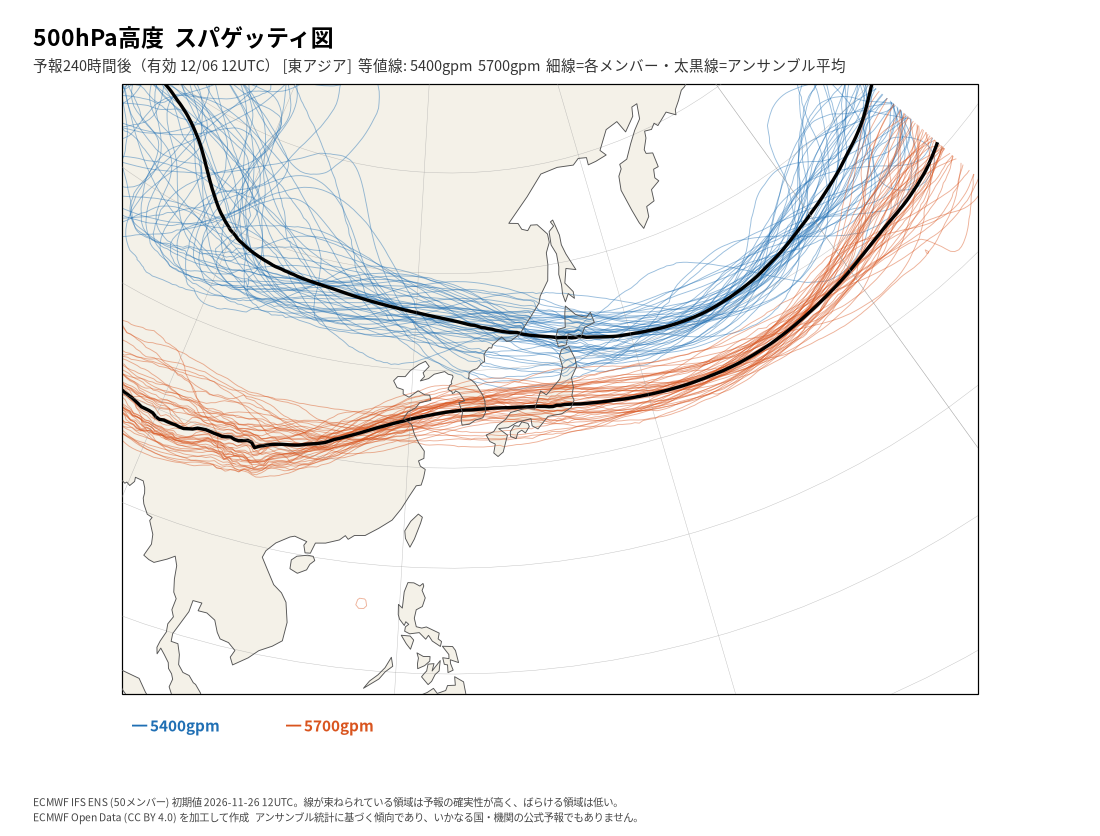 500hPa高度 スパゲッティ図
予報240時間後（有効 12/06 12UTC） [東アジア] 等値線: 5400gpm 5700gpm 細線=各メンバー・太黒線=アンサンブル平均
5400gpm
5700gpm
ECMWF IFS ENS (50メンバー) 初期値 2026-11-26 12UTC。線が束ねられている領域は予報の確実性が高く、ばらける領域は低い。
ECMWF Open Data (CC BY 4.0) を加工して作成 アンサンブル統計に基づく傾向であり、いかなる国・機関の公式予報でもありません。